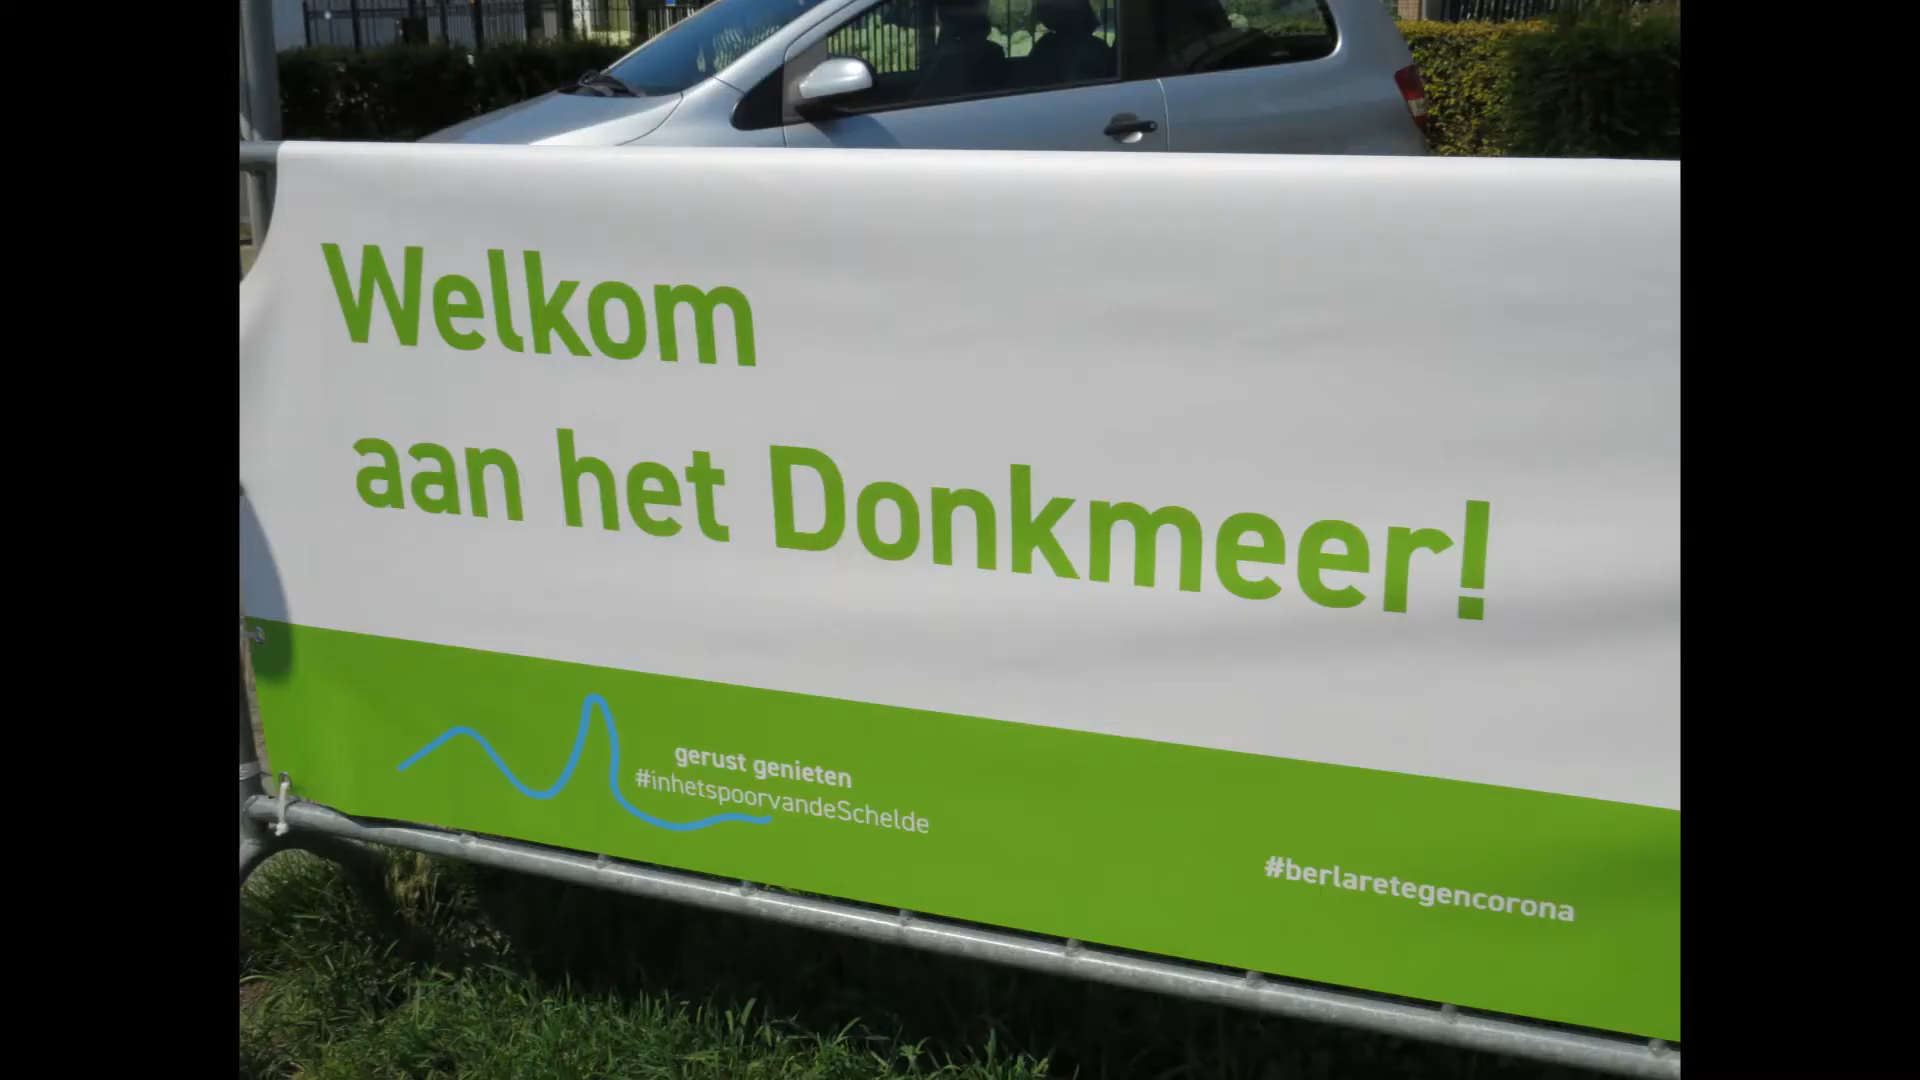 Welkom
aan het Donkmeer!
gerust genieten
#inhetspoorvandeSchelde
#berlaretegencorona